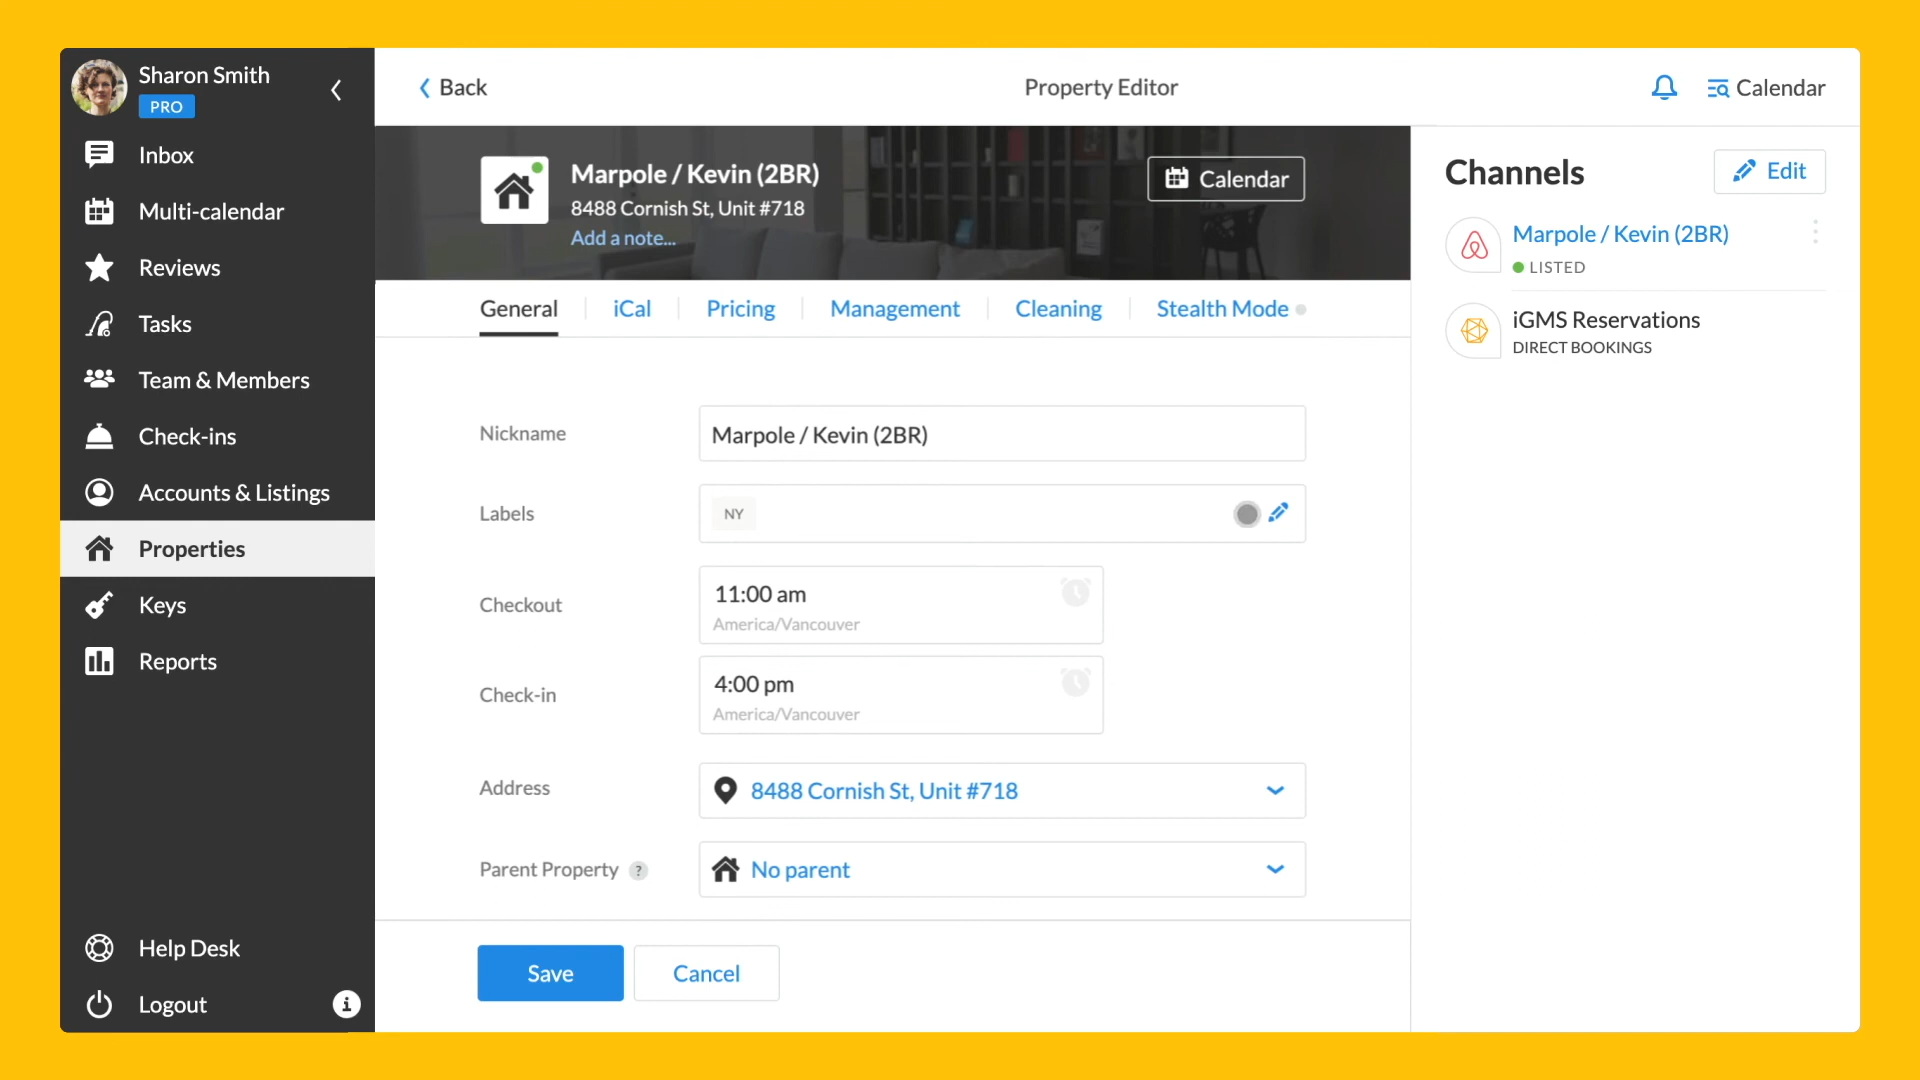 Sharon Smith
PRO
Inbox
Multi-calendar
Reviews
Tasks
Team & Members
Check-ins
Accounts & Listings
Properties
Keys
Reports
Help Desk
Logout
Back
Property Editor
Calendar
Marpole / Kevin (2BR)
8488 Cornish St, Unit #718
Add a note...
Calendar
General
iCal
Pricing
Management
Cleaning
Stealth Mode
Nickname
Marpole / Kevin (2BR)
Labels
NY
Checkout
11:00 am
America/Vancouver
Check-in
4:00 pm
America/Vancouver
Address
8488 Cornish St, Unit #718
Parent Property ?
No parent
Save
Cancel
Channels
Edit
Marpole / Kevin (2BR)
LISTED
iGMS Reservations
DIRECT BOOKINGS